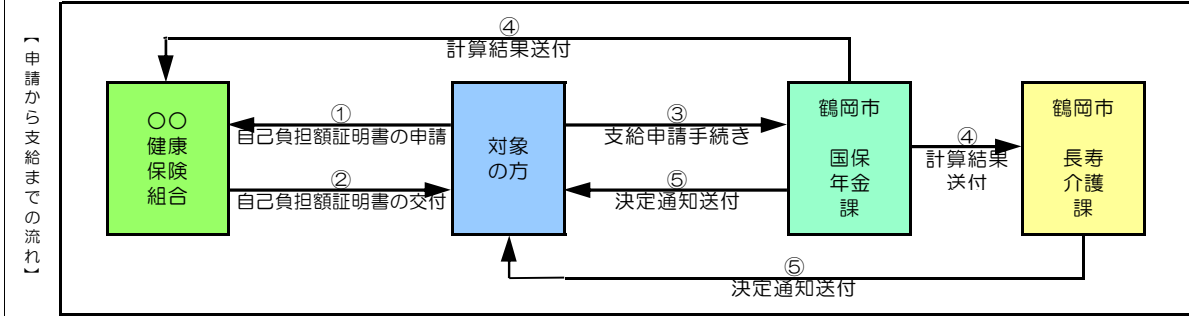 【申請から支給までの流れ】
④
計算結果送付
〇〇
健康
保険
組合
①
自己負担額証明書の申請
②
自己負担額証明書の交付
対象
の方
③
支給申請手続き
⑤
決定通知送付
鶴岡市
国保
年金
課
④
計算結果
送付
鶴岡市
長寿
介護
課
⑤
決定通知送付